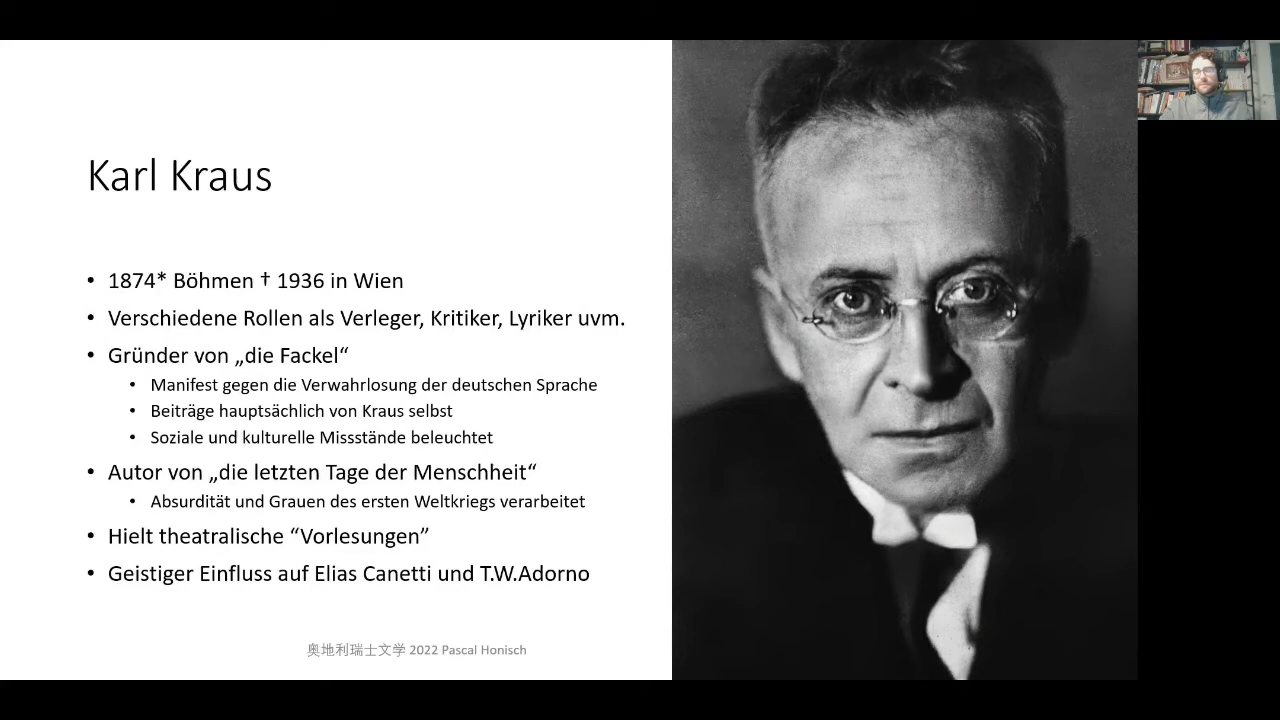 Karl Kraus
• 1874* Böhmen † 1936 in Wien
• Verschiedene Rollen als Verleger, Kritiker, Lyriker uvm.
• Gründer von „die Fackel“
• Manifest gegen die Verwahrlosung der deutschen Sprache
• Beiträge hauptsächlich von Kraus selbst
• Soziale und kulturelle Missstände beleuchtet
• Autor von „die letzten Tage der Menschheit“
• Absurdität und Grauen des ersten Weltkriegs verarbeitet
• Hielt theatralische “Vorlesungen”
• Geistiger Einfluss auf Elias Canetti und T.W.Adorno
奥地利瑞士文学 2022 Pascal Honisch